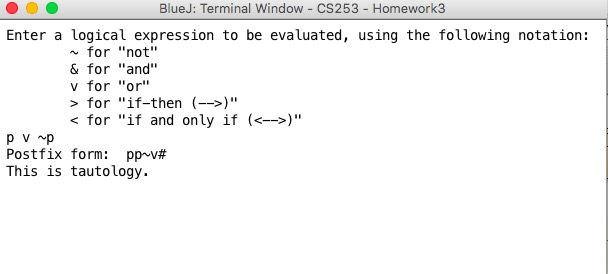 BlueJ: Terminal Window - CS253 - Homework3
Enter a logical expression to be evaluated, using the following notation:
~ for "not"
& for "and"
v for "or"
> for "if-then (-->)"
< for "if and only if (<-->)"
p v ~p
Postfix form:  pp~v#
This is tautology.